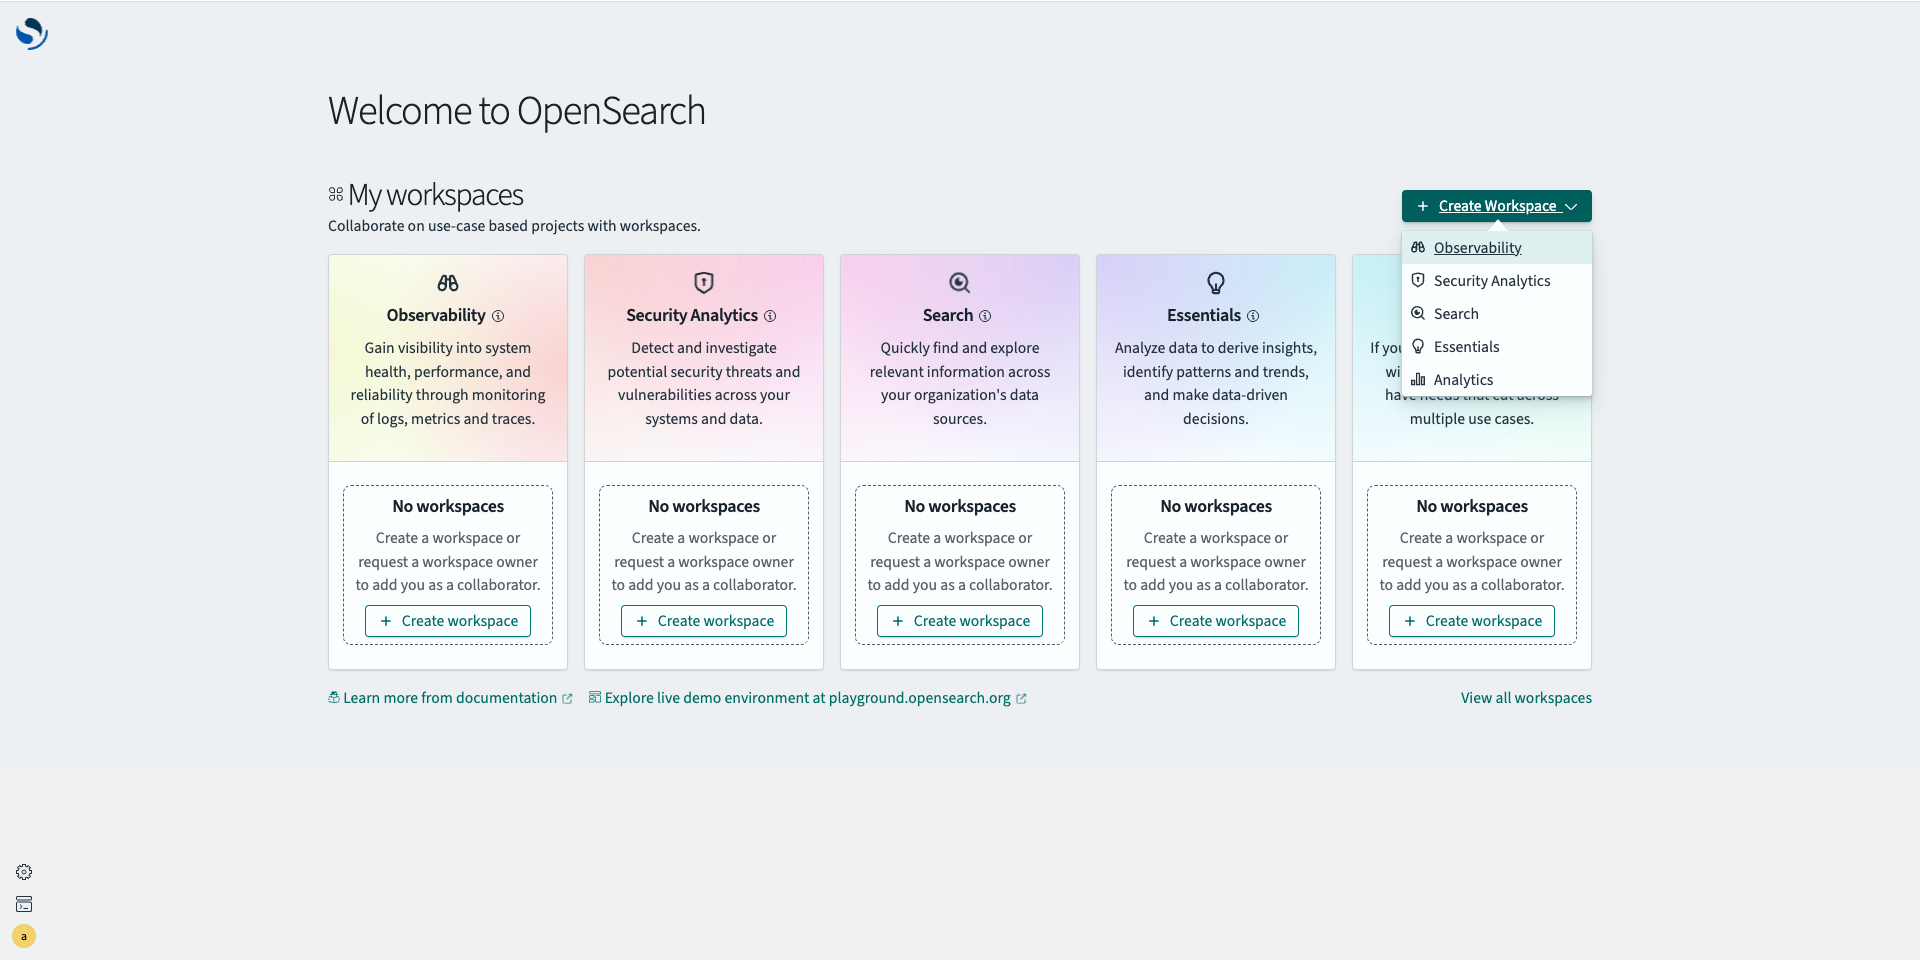 Welcome to OpenSearch
My workspaces
Collaborate on use-case based projects with workspaces.
Create Workspace
Observability
Security Analytics
Search
Essentials
Analytics
Observability
Gain visibility into system
health, performance, and
reliability through monitoring
of logs, metrics and traces.
No workspaces
Create a workspace or
request a workspace owner
to add you as a collaborator.
Create workspace
Security Analytics
Detect and investigate
potential security threats and
vulnerabilities across your
systems and data.
No workspaces
Create a workspace or
request a workspace owner
to add you as a collaborator.
Create workspace
Search
Quickly find and explore
relevant information across
your organization's data
sources.
No workspaces
Create a workspace or
request a workspace owner
to add you as a collaborator.
Create workspace
Essentials
Analyze data to derive insights,
identify patterns and trends,
and make data-driven
decisions.
No workspaces
Create a workspace or
request a workspace owner
to add you as a collaborator.
Create workspace
If
multiple use cases.
No workspaces
Create a workspace or
request a workspace owner
to add you as a collaborator.
Create workspace
Learn more from documentation
Explore live demo environment at playground.opensearch.org
View all workspaces
a